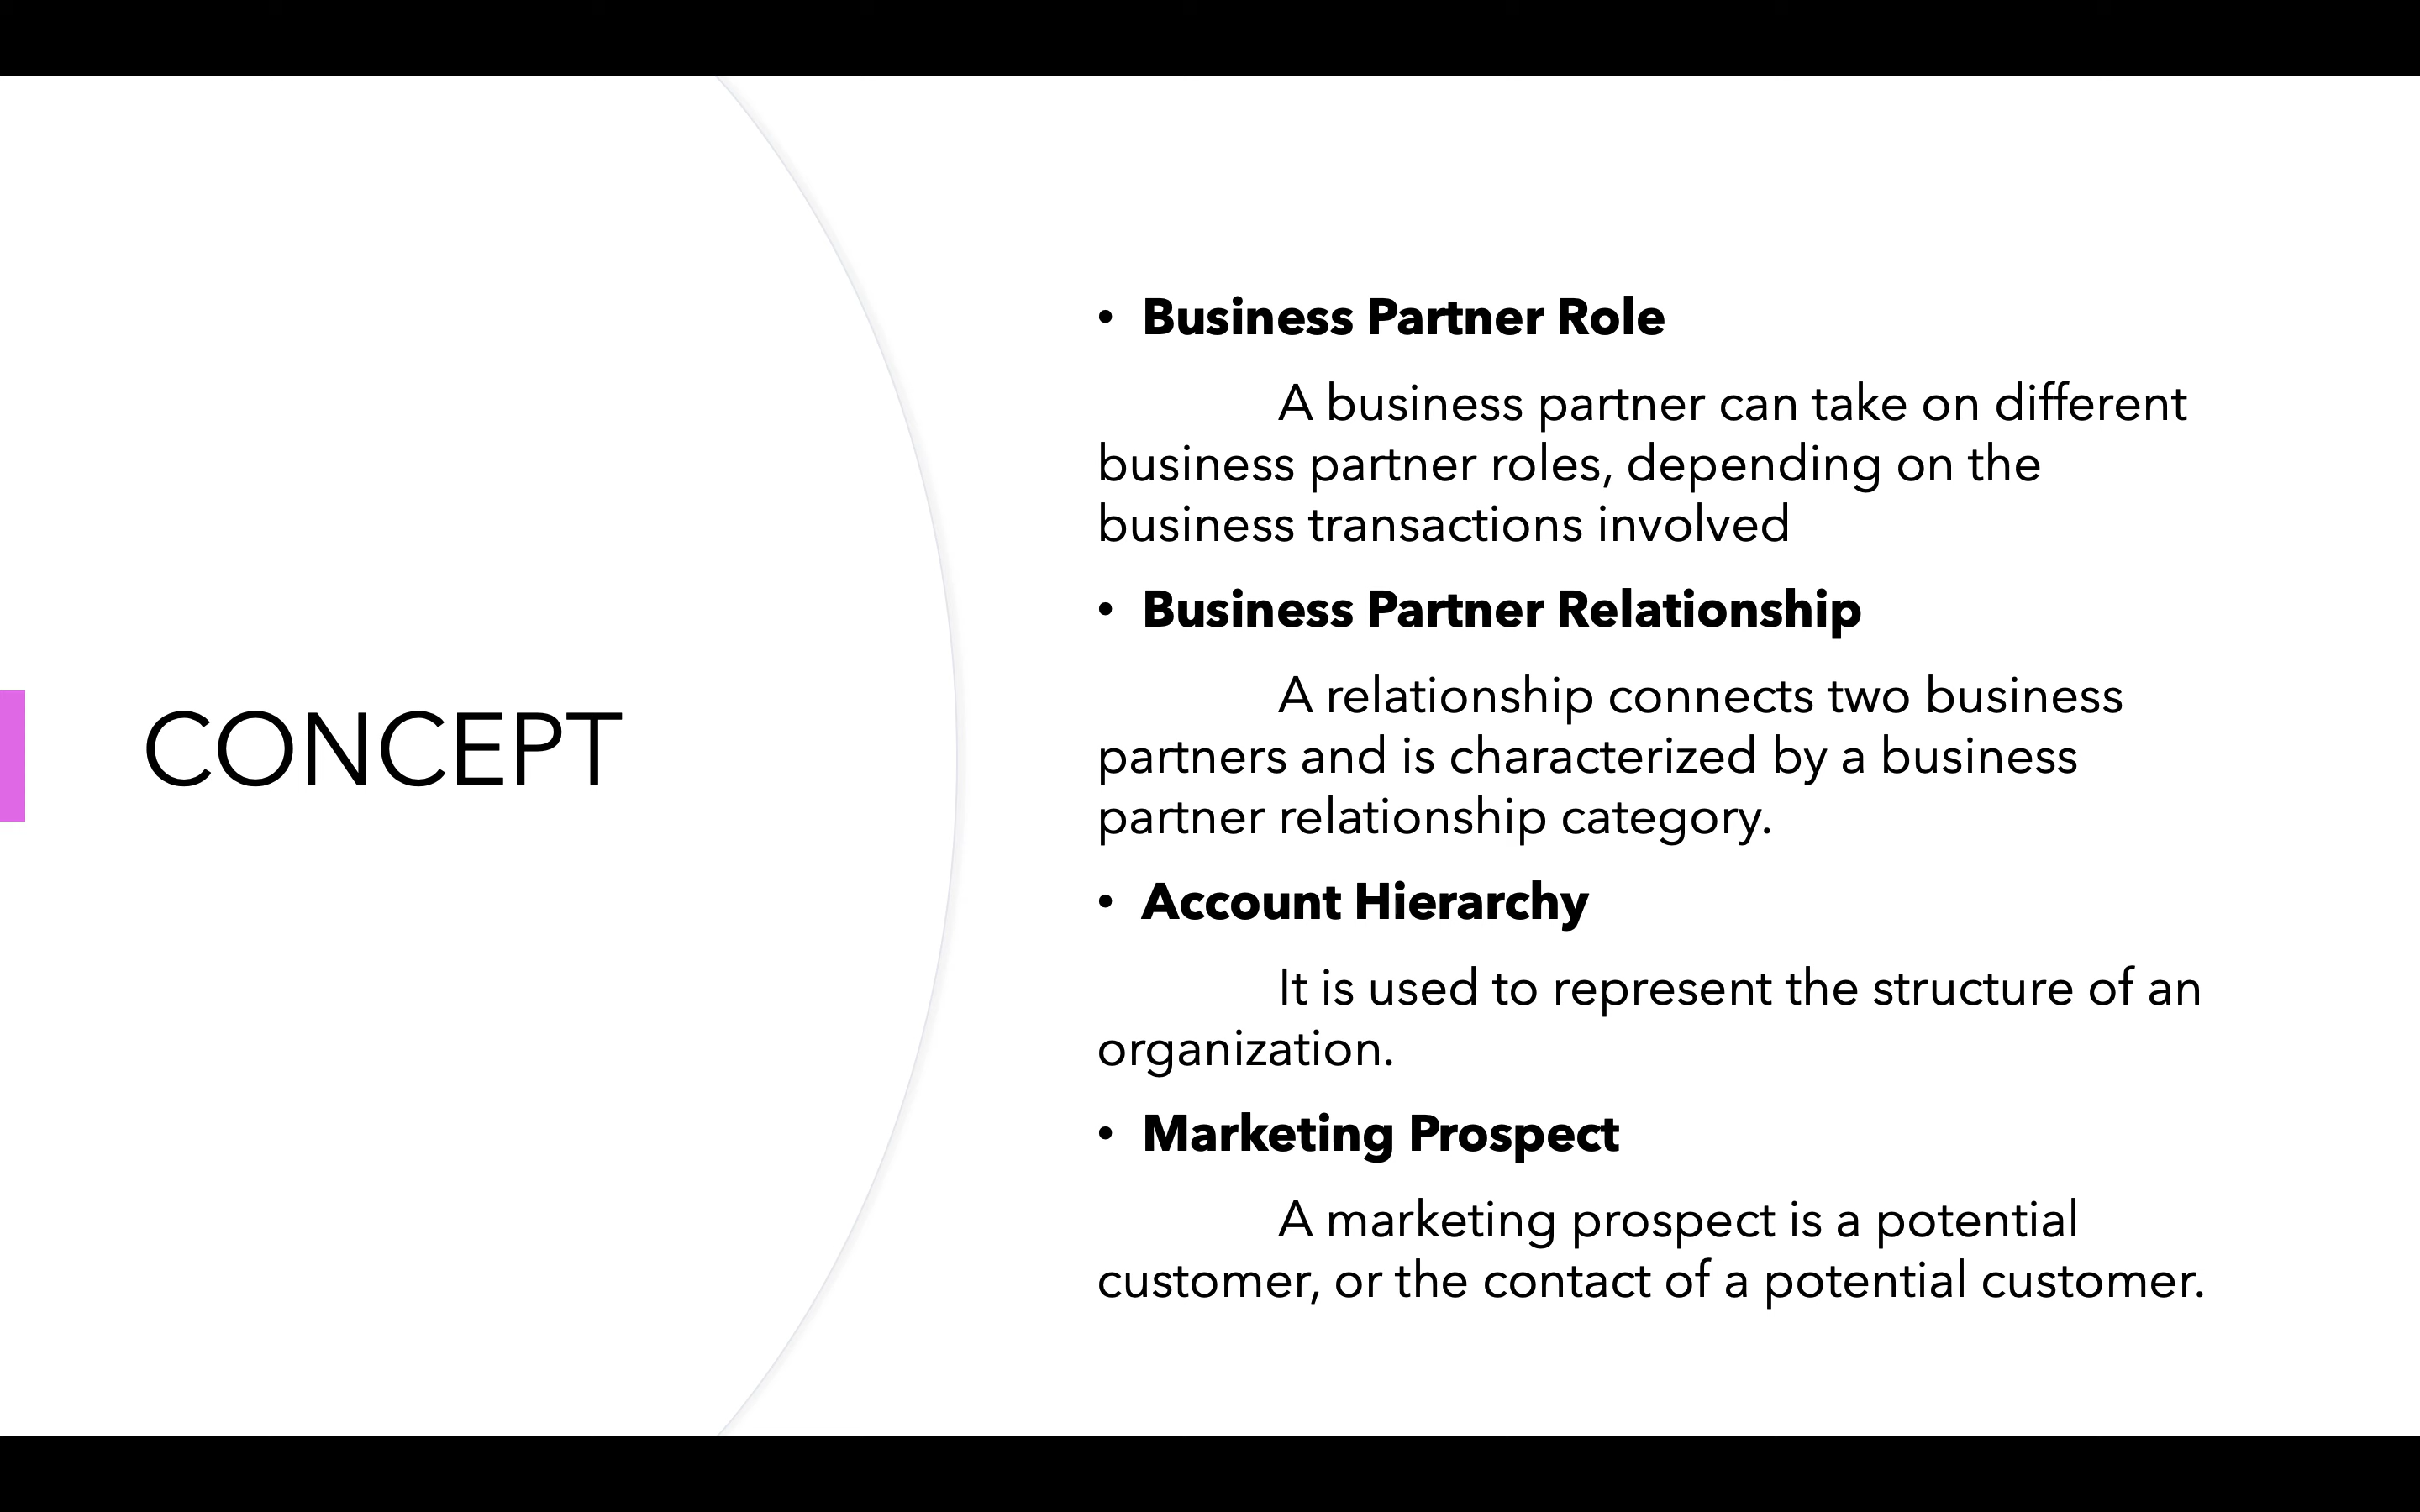 CONCEPT
• Business Partner Role
A business partner can take on different
business partner roles, depending on the
business transactions involved
• Business Partner Relationship
A relationship connects two business
partners and is characterized by a business
partner relationship category.
• Account Hierarchy
It is used to represent the structure of an
organization.
• Marketing Prospect
A marketing prospect is a potential
customer, or the contact of a potential customer.